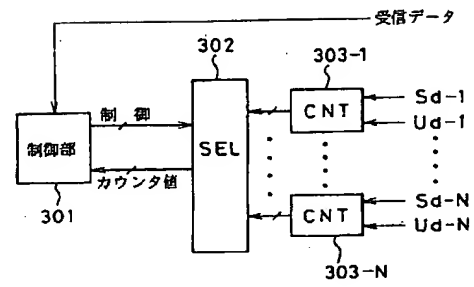 受信データ
302
303-1
制御
CNT
Sd-1
Ud-1
制御部
SEL
カウンタ値
301
CNT
Sd-N
Ud-N
303-N